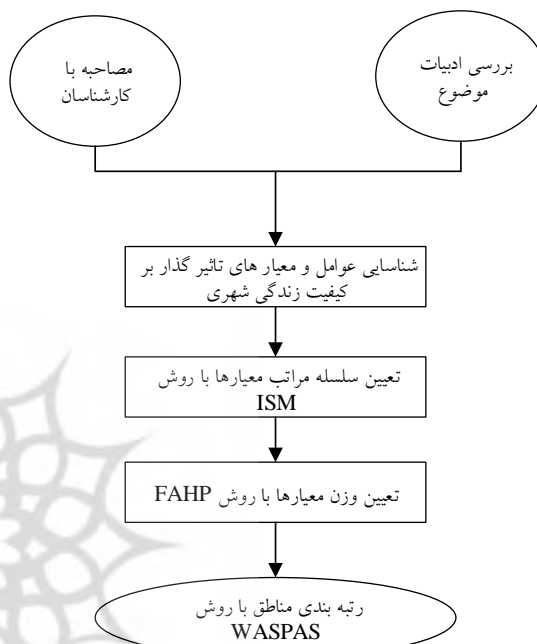 بررسی ادبیات
موضوع
مصاحبه با
کارشناسان
شناسایی عوامل و معیار های تاثیر گذار بر
کیفیت زندگی شهری
تعیین سلسله مراتب معیارها با روش
ISM
تعیین وزن معیارها با روش FAHP
رتبه بندی مناطق با روش
WASPAS